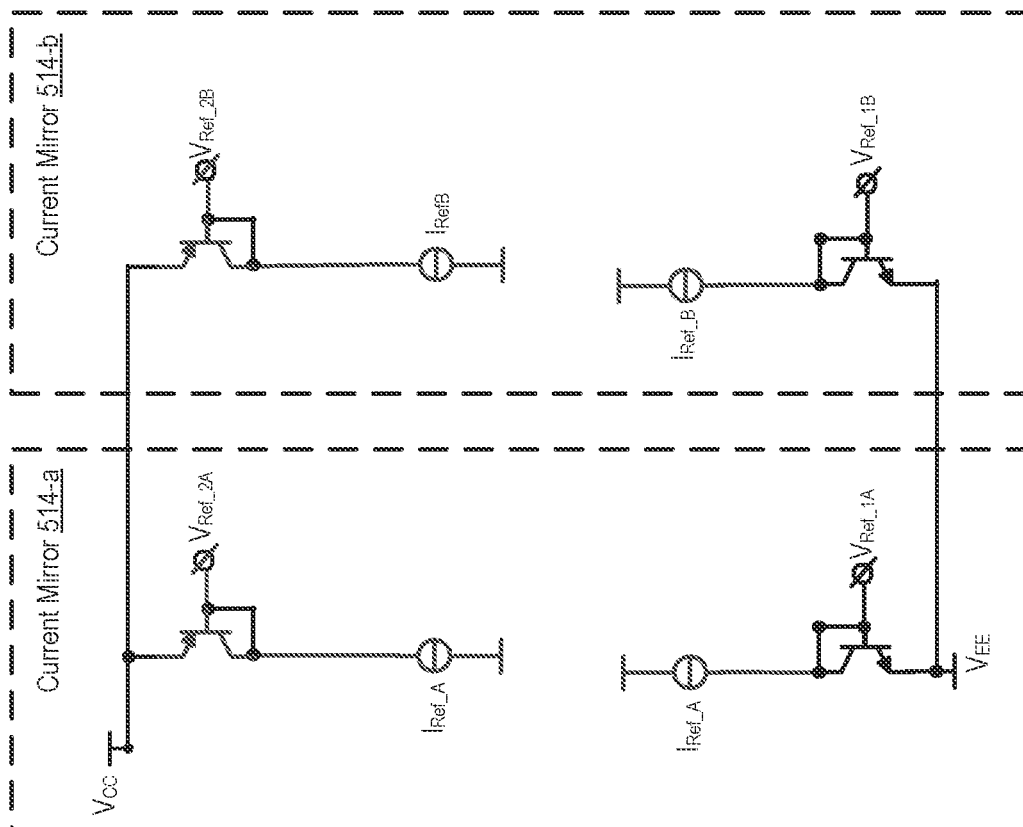 Current Mirror 514-a
V_CC
V_Ref_2A
I_Ref_A
I_Ref_A
V_Ref_1A
V_EE
Current Mirror 514-b
V_Ref_2B
I_RefB
I_Ref_B
V_Ref_1B